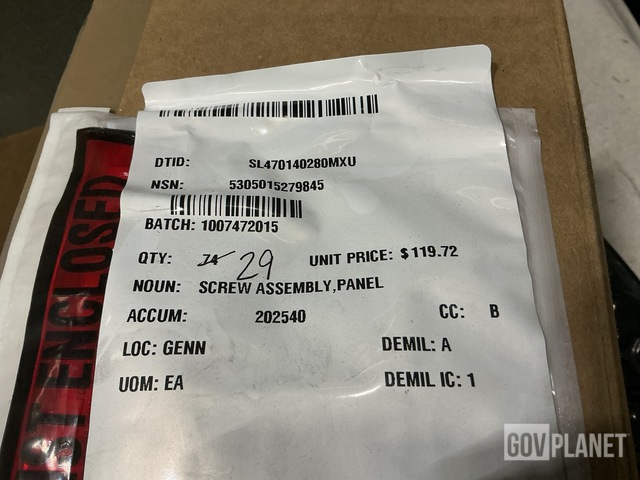 DTID: SL470140280MXU
NSN: 5305015279845
BATCH: 1007472015
QTY: 29 UNIT PRICE: $119.72
NOUN: SCREW ASSEMBLY,PANEL
ACCUM: 202540 CC: B
LOC: GENN DEMIL: A
UOM: EA DEMIL IC: 1
IST ENCLOSED
GOVPLANET